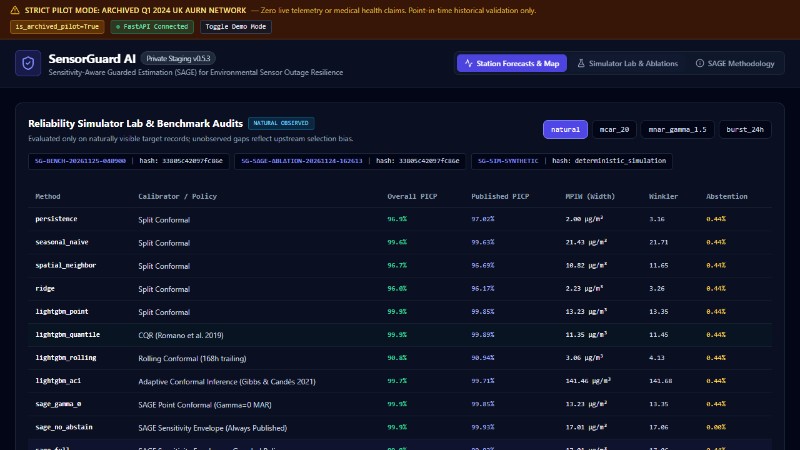 STRICT PILOT MODE: ARCHIVED Q1 2024 UK AURN NETWORK — Zero live telemetry or medical health claims. Point-in-time historical validation only.
is_archived_pilot=True FastAPI Connected Toggle Demo Mode
SensorGuard AI Private Staging v0.5.3
Sensitivity-Aware Guarded Estimation (SAGE) for Environmental Sensor Outage Resilience
Station Forecasts & Map Simulator Lab & Ablations SAGE Methodology
Reliability Simulator Lab & Benchmark Audits NATURAL OBSERVED
Evaluated only on naturally visible target records; unobserved gaps reflect upstream selection bias.
natural mcar_20 mnar_gamma_1.5 burst_24h
SG-BENCH-20261125-040900 | hash: 33805c42097fc86e SG-SAGE-ABLATION-20261124-162613 | hash: 33805c42097fc86e SG-SIM-SYNTHETIC | hash: deterministic_simulation
Method Calibrator / Policy Overall PICP Published PICP MPIW (Width) Winkler Abstention
persistence Split Conformal 96.9% 97.02% 2.00 µg/m³ 3.16 0.44%
seasonal_naive Split Conformal 99.6% 99.63% 21.43 µg/m³ 21.71 0.44%
spatial_neighbor Split Conformal 96.7% 96.69% 10.82 µg/m³ 11.65 0.44%
ridge Split Conformal 96.0% 96.17% 2.23 µg/m³ 3.26 0.44%
lightgbm_point Split Conformal 99.9% 99.85% 13.23 µg/m³ 13.35 0.44%
lightgbm_quantile CQR (Romano et al. 2019) 99.9% 99.89% 11.35 µg/m³ 11.45 0.44%
lightgbm_rolling Rolling Conformal (168h trailing) 90.8% 90.94% 3.06 µg/m³ 4.13 0.44%
lightgbm_aci Adaptive Conformal Inference (Gibbs & Candès 2021) 99.7% 99.71% 141.46 µg/m³ 141.68 0.44%
sage_gamma_0 SAGE Point Conformal (Gamma=0 MAR) 99.9% 99.85% 13.23 µg/m³ 13.35 0.44%
sage_no_abstain SAGE Sensitivity Envelope (Always Published) 99.9% 99.93% 17.01 µg/m³ 17.06 0.00%